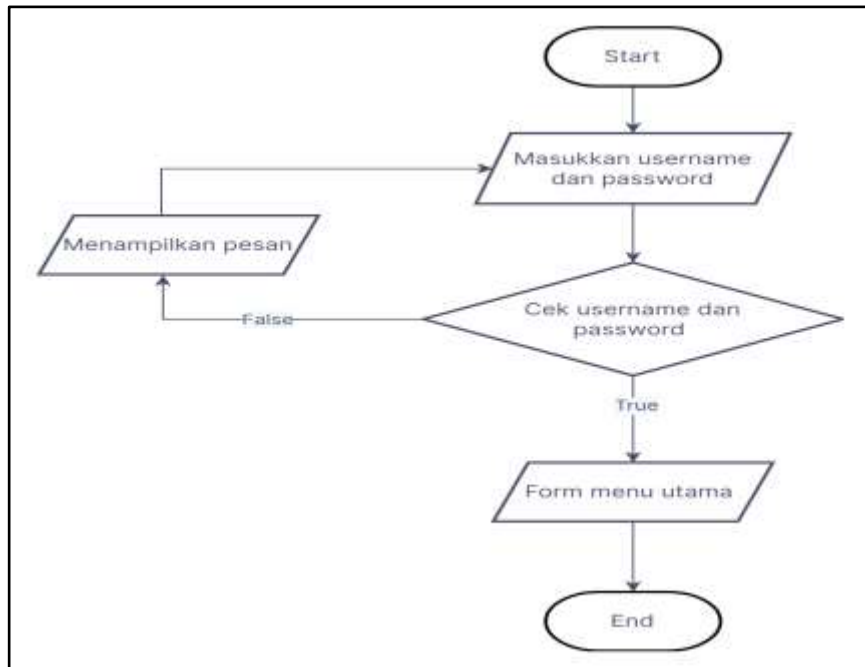 Start
Masukkan username
dan password
Menampilkan pesan
Cek username dan
password
False
True
Form menu utama
End